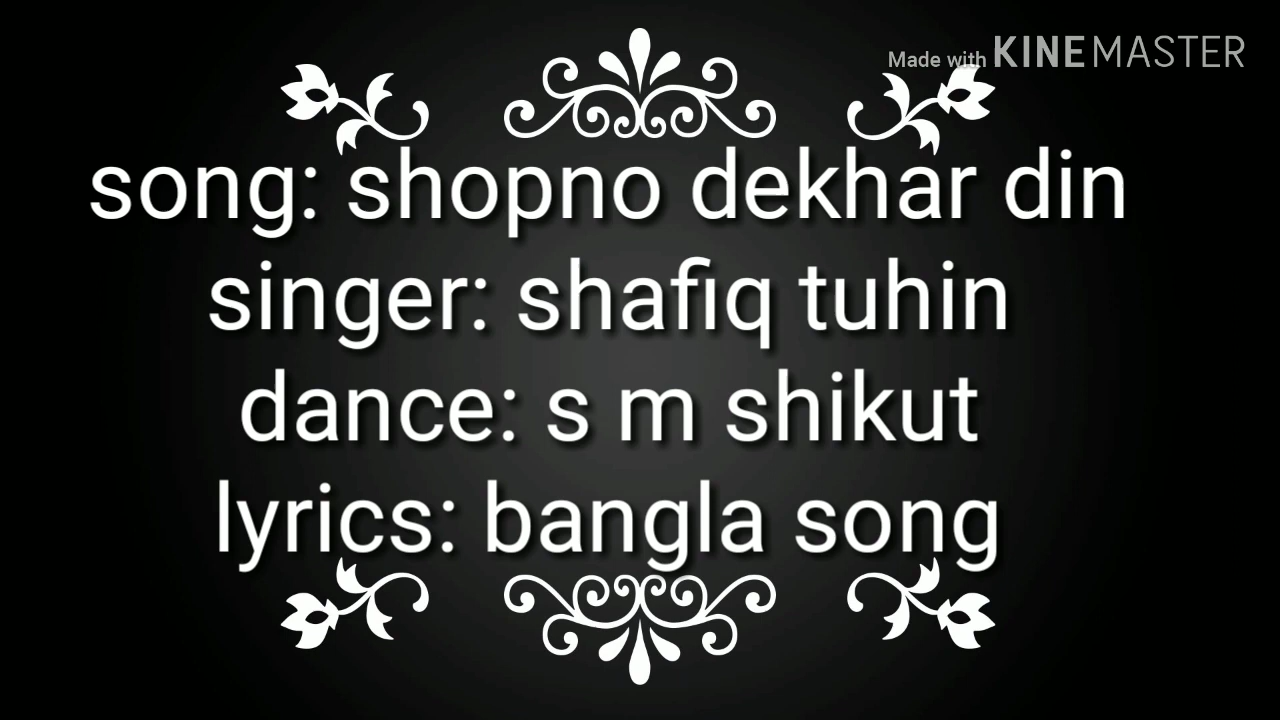 Made with KINEMASTER
song: shopno dekhar din
singer: shafiq tuhin
dance: s m shikut
lyrics: bangla song